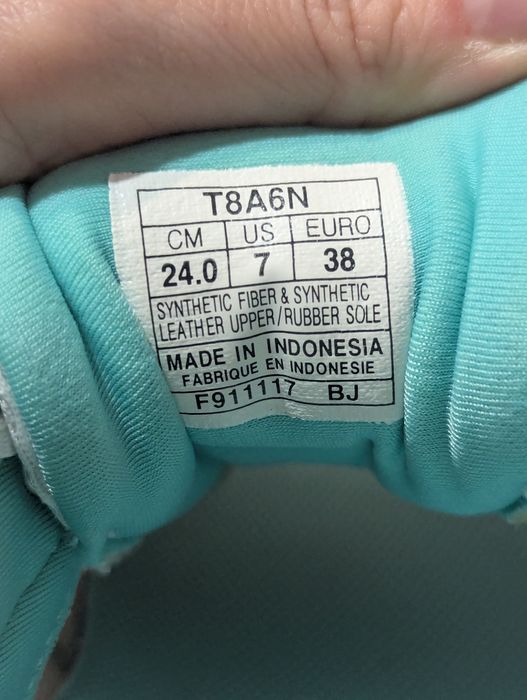 T8A6N
CM US EURO
24.0 7 38
SYNTHETIC FIBER & SYNTHETIC
LEATHER UPPER/RUBBER SOLE
MADE IN INDONESIA
FABRIQUE EN INDONESIE
F911117 BJ